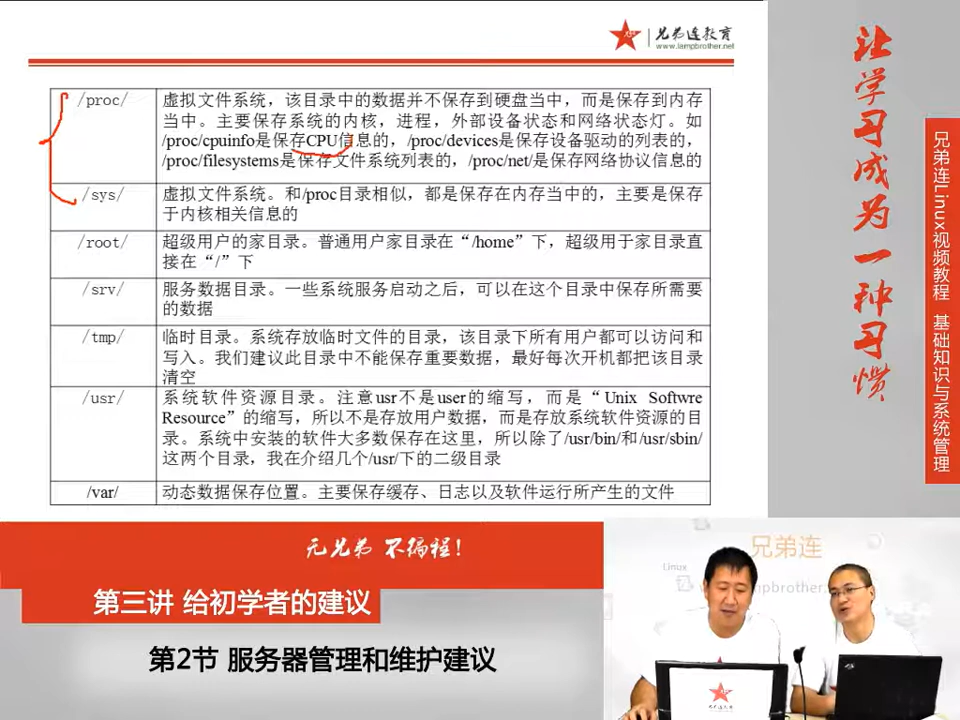 兄弟连教育
www.lampbrother.net
/proc/
虚拟文件系统，该目录中的数据并不保存到硬盘当中，而是保存到内存
当中。主要保存系统的内核，进程，外部设备状态和网络状态灯。如
/proc/cpuinfo是保存CPU信息的，/proc/devices是保存设备驱动的列表的，
/proc/filesystems是保存文件系统列表的，/proc/net/是保存网络协议信息的
/sys/
虚拟文件系统。和/proc目录相似，都是保存在内存当中的，主要是保存
于内核相关信息的
/root/
超级用户的家目录。普通用户家目录在“/home”下，超级用于家目录直
接在“/”下
/srv/
服务数据目录。一些系统服务启动之后，可以在这个目录中保存所需要
的数据
/tmp/
临时目录。系统存放临时文件的目录，该目录下所有用户都可以访问和
写入。我们建议此目录中不能保存重要数据，最好每次开机都把该目录
清空
/usr/
系统软件资源目录。注意usr不是user的缩写，而是“Unix Softwre
Resource”的缩写，所以不是存放用户数据，而是存放系统软件资源的目
录。系统中安装的软件大多数保存在这里，所以除了/usr/bin/和/usr/sbin/
这两个目录，我在介绍几个/usr/下的二级目录
/var/
动态数据保存位置。主要保存缓存、日志以及软件运行所产生的文件
让学习成为一种习惯
兄弟连Linux视频教程 基础知识与系统管理
无兄弟 不编程！
第三讲 给初学者的建议
第2节 服务器管理和维护建议
兄弟连
Linux